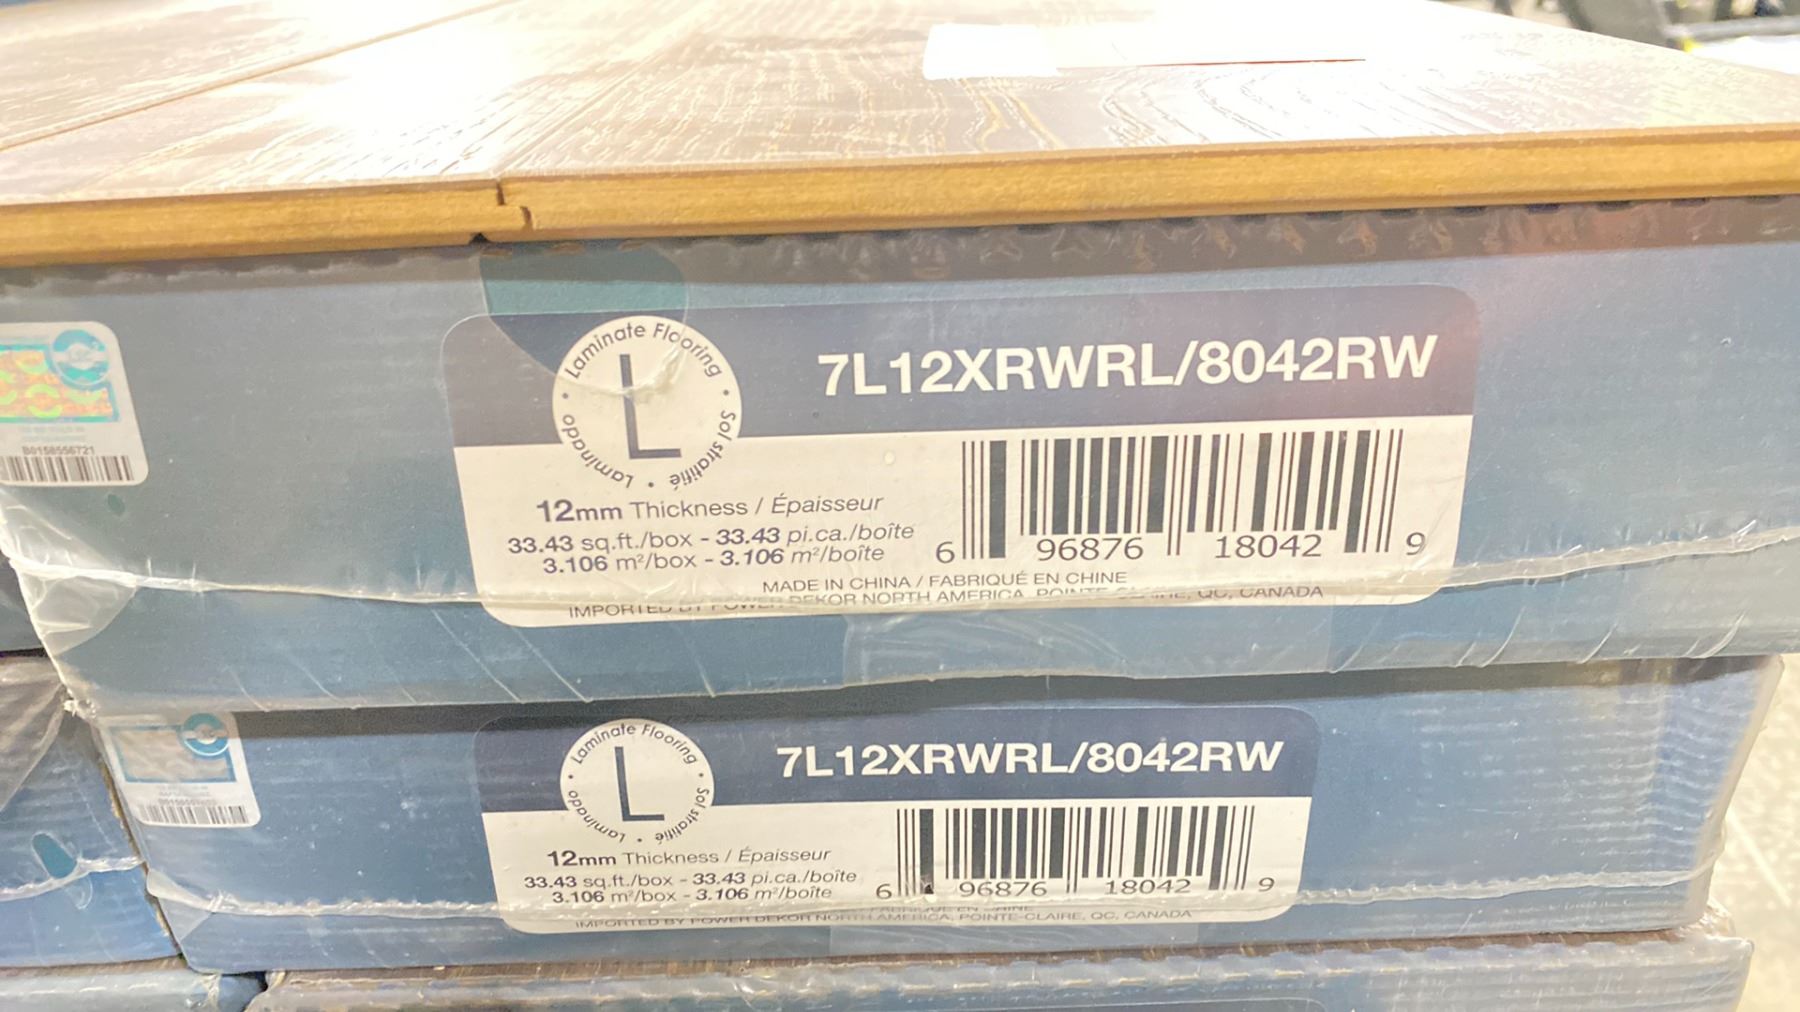 Laminate Flooring • Sol stratifié • Laminado
L
7L12XRWRL/8042RW
12mm Thickness / Épaisseur
33.43 sq.ft./box - 33.43 pi.ca./boîte
3.106 m²/box - 3.106 m²/boîte
6 96876 18042 9
MADE IN CHINA / FABRIQUÉ EN CHINE
IMPORTED BY POWER DEKOR NORTH AMERICA, POINTE-CLAIRE, QC, CANADA
B0158556721
Laminate Flooring • Sol stratifié • Laminado
L
7L12XRWRL/8042RW
12mm Thickness / Épaisseur
33.43 sq.ft./box - 33.43 pi.ca./boîte
3.106 m²/box - 3.106 m²/boîte
6 96876 18042 9
FABRIQUÉ EN CHINE
IMPORTED BY POWER DEKOR NORTH AMERICA, POINTE-CLAIRE, QC, CANADA